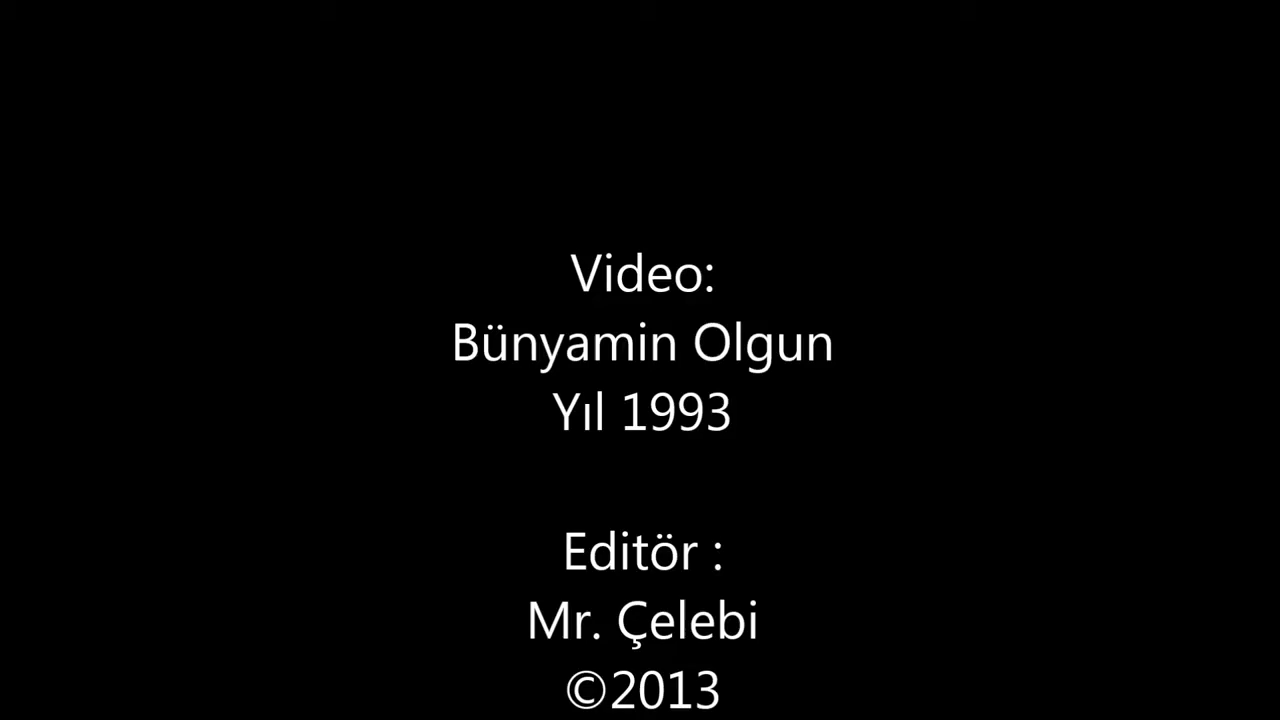 Video:
Bünyamin Olgun
Yıl 1993
Editör :
Mr. Çelebi
©2013